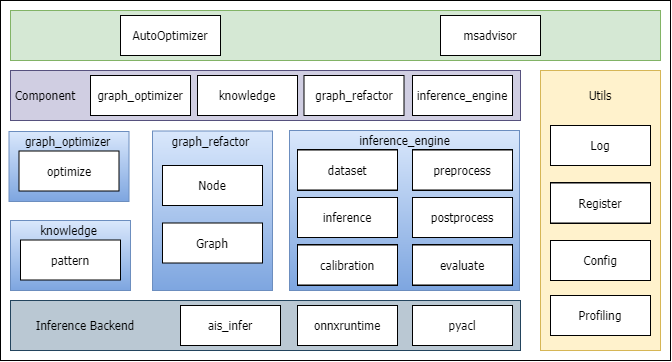 AutoOptimizer
msadvisor
Component
graph_optimizer
knowledge
graph_refactor
inference_engine
Utils
Log
Register
Config
Profiling
graph_optimizer
optimize
knowledge
pattern
graph_refactor
Node
Graph
inference_engine
dataset
preprocess
inference
postprocess
calibration
evaluate
Inference Backend
ais_infer
onnxruntime
pyacl